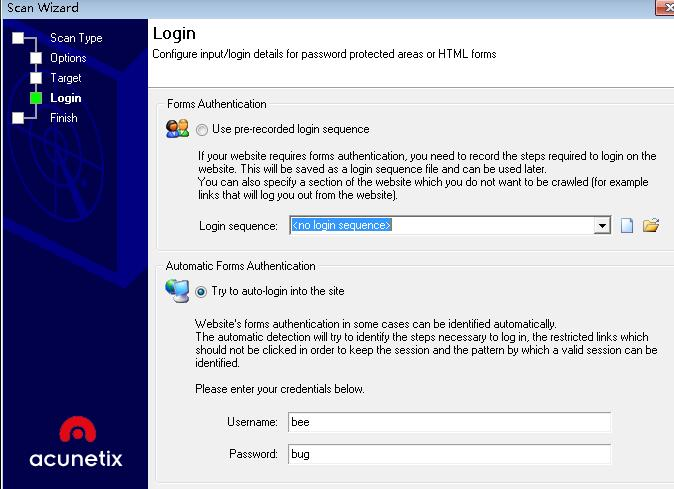 Scan Wizard
Scan Type
Options
Target
Login
Finish
acunetix
Login
Configure input/login details for password protected areas or HTML forms
Forms Authentication
Use pre-recorded login sequence
If your website requires forms authentication, you need to record the steps required to login on the
website. This will be saved as a login sequence file and can be used later.
You can also specify a section of the website which you do not want to be crawled (for example
links that will log you out from the website).
Login sequence: <no login sequence>
Automatic Forms Authentication
Try to auto-login into the site
Website's forms authentication in some cases can be identified automatically.
The automatic detection will try to identify the steps necessary to log in, the restricted links which
should not be clicked in order to keep the session and the pattern by which a valid session can be
identified.
Please enter your credentials below.
Username: bee
Password: bug